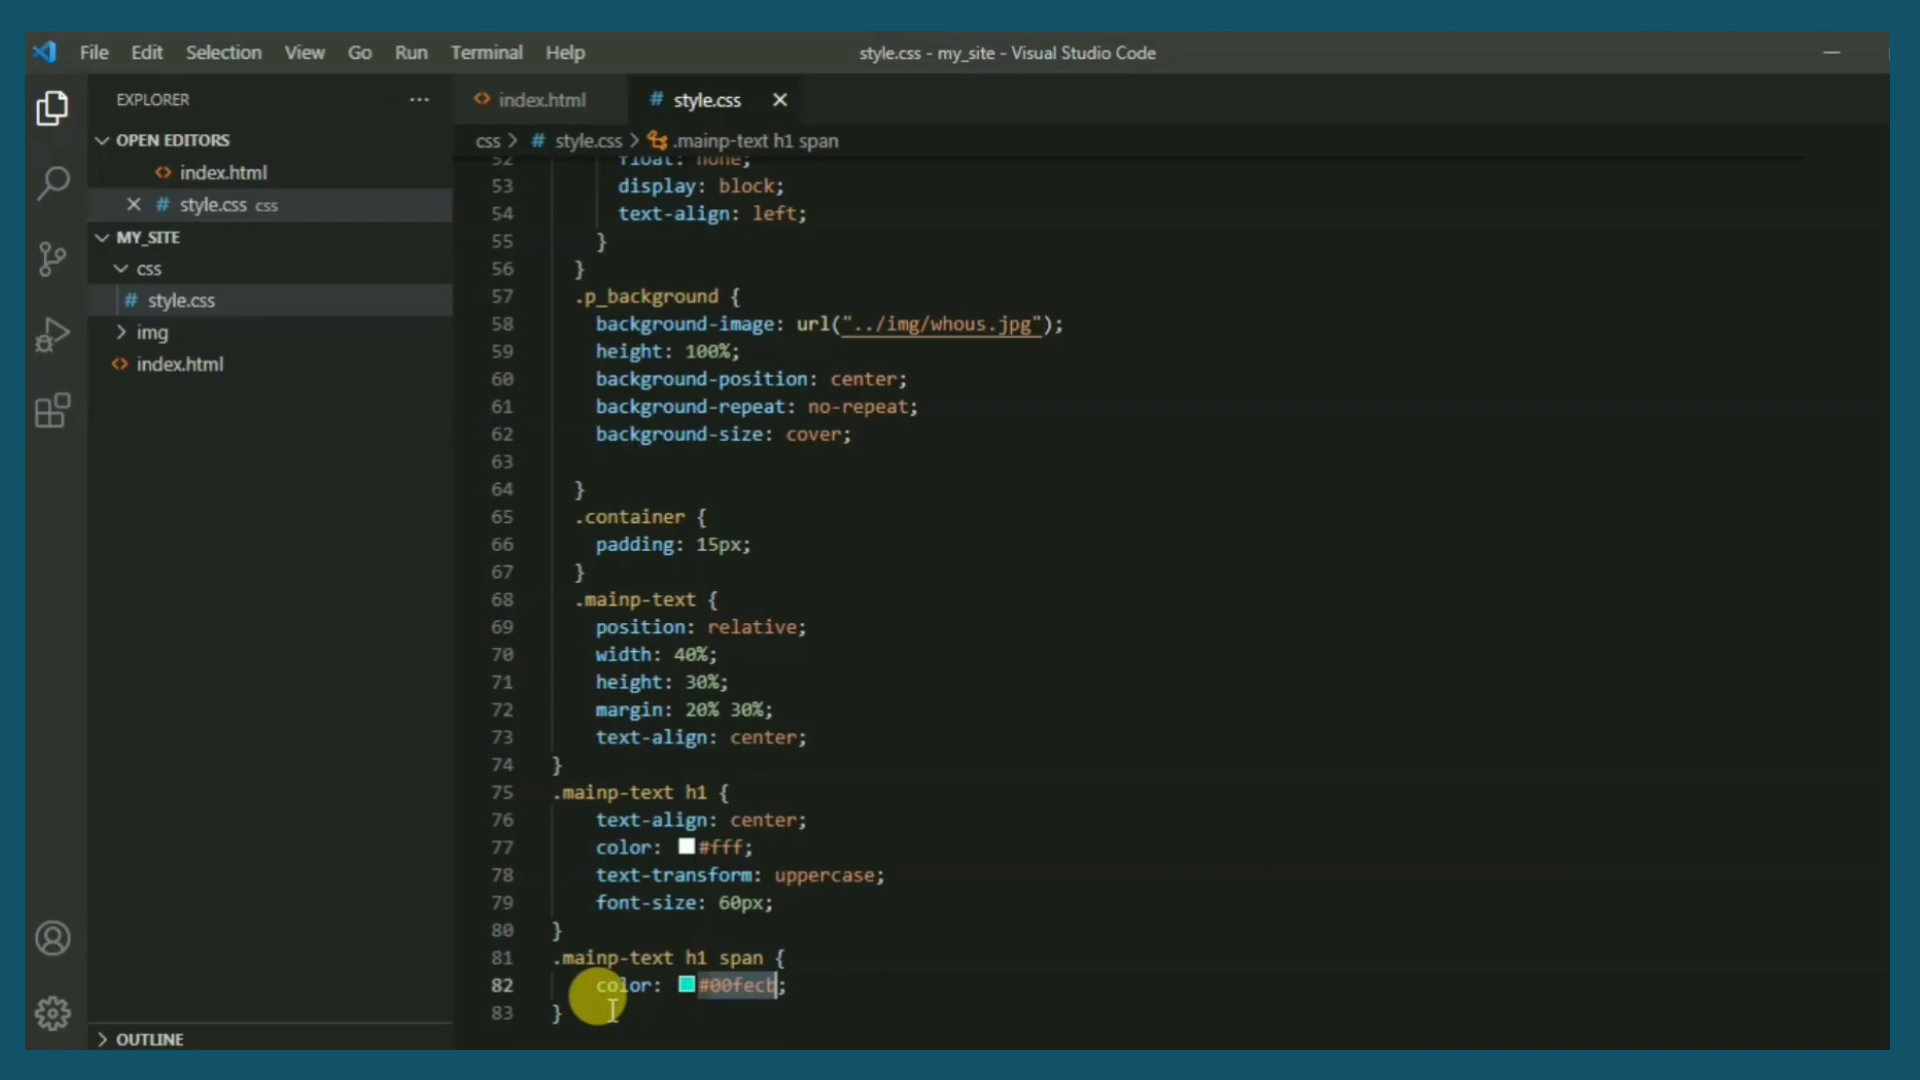 File Edit Selection View Go Run Terminal Help
style.css - my_site - Visual Studio Code
EXPLORER
OPEN EDITORS
index.html
style.css css
MY_SITE
css
style.css
img
index.html
OUTLINE
index.html
# style.css
css > # style.css > .mainp-text h1 span
52 float: none;
53 display: block;
54 text-align: left;
55 }
56 }
57 .p_background {
58 background-image: url("../img/whous.jpg");
59 height: 100%;
60 background-position: center;
61 background-repeat: no-repeat;
62 background-size: cover;
63
64 }
65 .container {
66 padding: 15px;
67 }
68 .mainp-text {
69 position: relative;
70 width: 40%;
71 height: 30%;
72 margin: 20% 30%;
73 text-align: center;
74 }
75 .mainp-text h1 {
76 text-align: center;
77 color: #fff;
78 text-transform: uppercase;
79 font-size: 60px;
80 }
81 .mainp-text h1 span {
82 color: #00fecb;
83 }